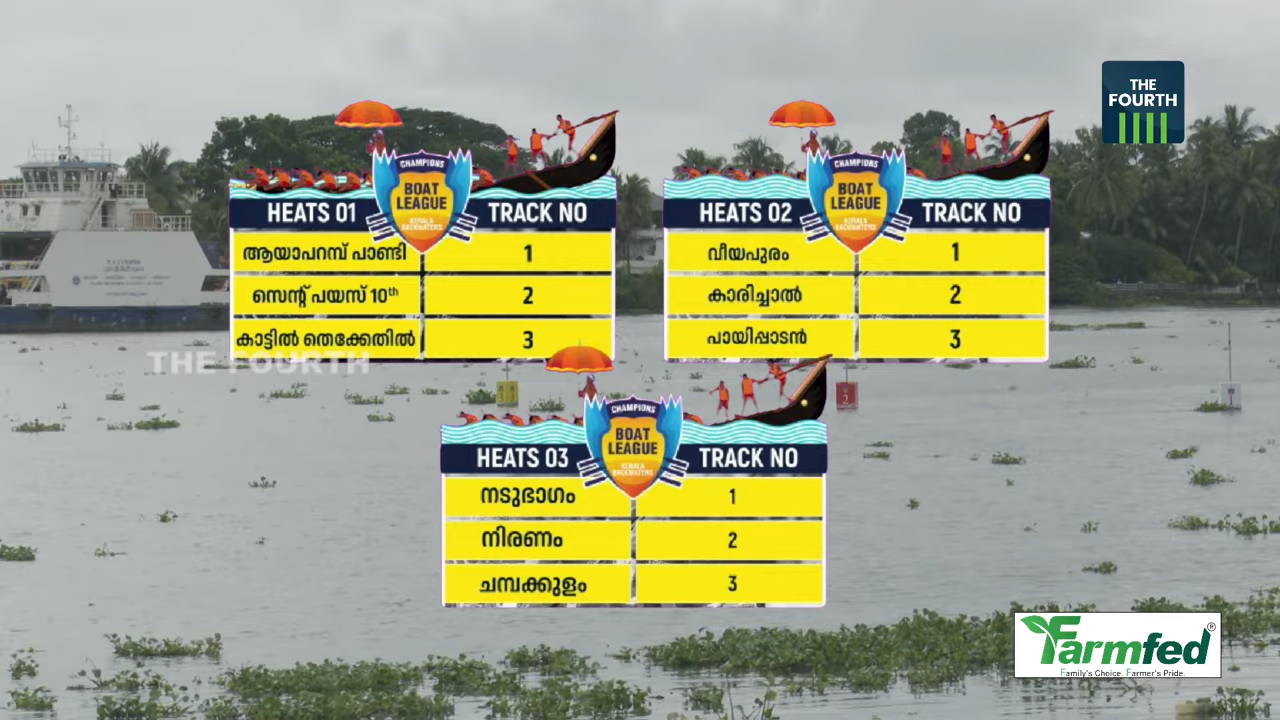 THE
FOURTH
CHAMPIONS
BOAT
LEAGUE
KERALA
BACKWATERS
HEATS 01 TRACK NO
ആയാപറമ്പ് പാണ്ടി 1
സെന്റ് പയസ് 10th 2
കാട്ടിൽ തെക്കേതിൽ 3
CHAMPIONS
BOAT
LEAGUE
KERALA
BACKWATERS
HEATS 02 TRACK NO
വീയപുരം 1
കാരിച്ചാൽ 2
പായിപ്പാടൻ 3
THE FOURTH
CHAMPIONS
BOAT
LEAGUE
KERALA
BACKWATERS
HEATS 03 TRACK NO
നടുഭാഗം 1
നിരണം 2
ചമ്പക്കുളം 3
2
Farmfed®
Family's Choice. Farmer's Pride.